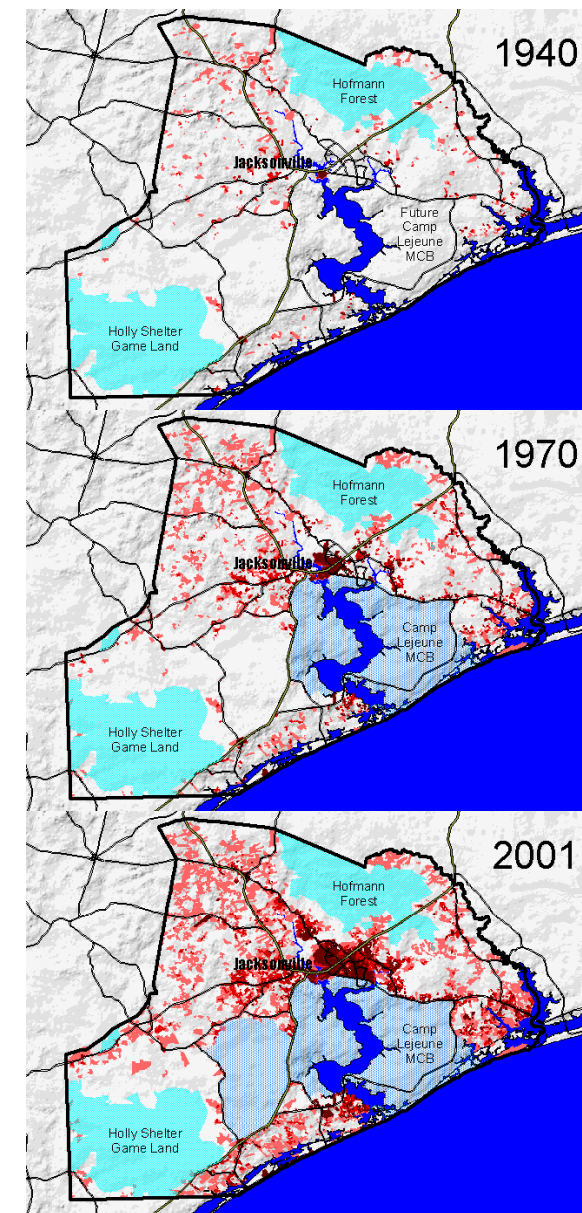 1940
Hofmann
Forest
Jacksonville
Future
Camp
Lejeune
MCB
Holly Shelter
Game Land
1970
Hofmann
Forest
Jacksonville
Camp
Lejeune
MCB
Holly Shelter
Game Land
2001
Hofmann
Forest
Jacksonville
Camp
Lejeune
MCB
Holly Shelter
Game Land